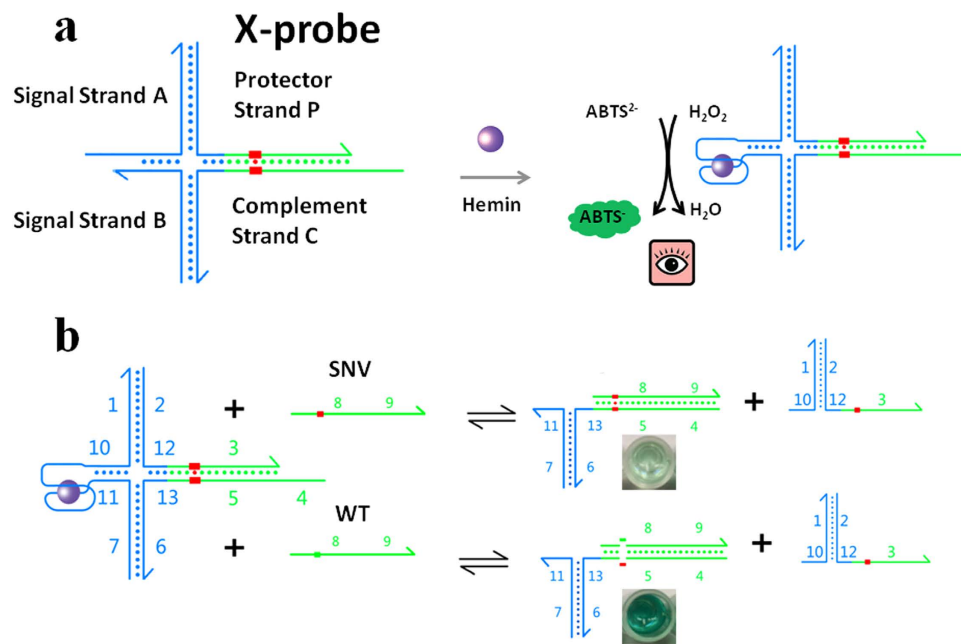 a
X-probe
Signal Strand A
Protector
Strand P
Signal Strand B
Complement
Strand C
Hemin
ABTS²⁻
H₂O₂
ABTS⁻
H₂O
b
SNV
8 9
+
1 2
10 12 3
11 13 5 4
7 6
WT
+
8 9
8 9
11 13 5 4
7 6
+
1 2
10 12 3
8 9
11 13 5 4
7 6
+
1 2
10 12 3